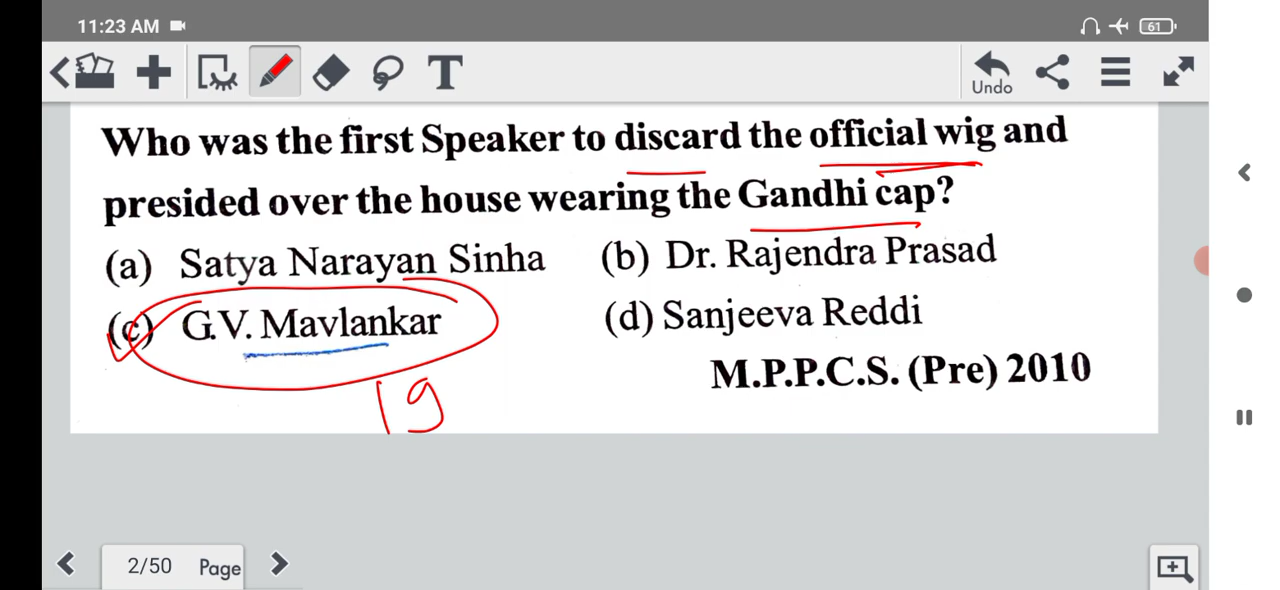 11:23 AM
61
T
Undo
Who was the first Speaker to discard the official wig and
presided over the house wearing the Gandhi cap?
(a) Satya Narayan Sinha (b) Dr. Rajendra Prasad
(c) G.V. Mavlankar (d) Sanjeeva Reddi
M.P.P.C.S. (Pre) 2010
19
2/50 Page